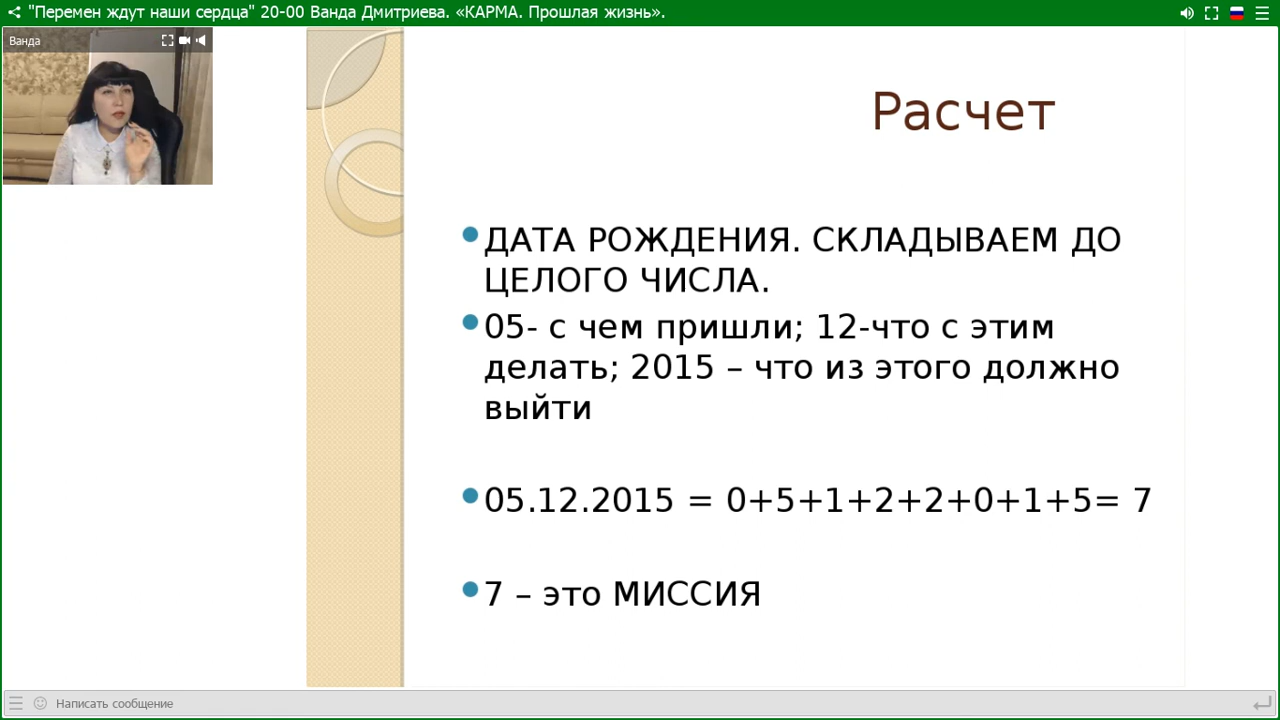 "Перемен ждут наши сердца" 20-00 Ванда Дмитриева. «КАРМА. Прошлая жизнь».
Ванда
Расчет
ДАТА РОЖДЕНИЯ. СКЛАДЫВАЕМ ДО
ЦЕЛОГО ЧИСЛА.
05- с чем пришли; 12-что с этим
делать; 2015 – что из этого должно
выйти
05.12.2015 = 0+5+1+2+2+0+1+5= 7
7 – это МИССИЯ
Написать сообщение